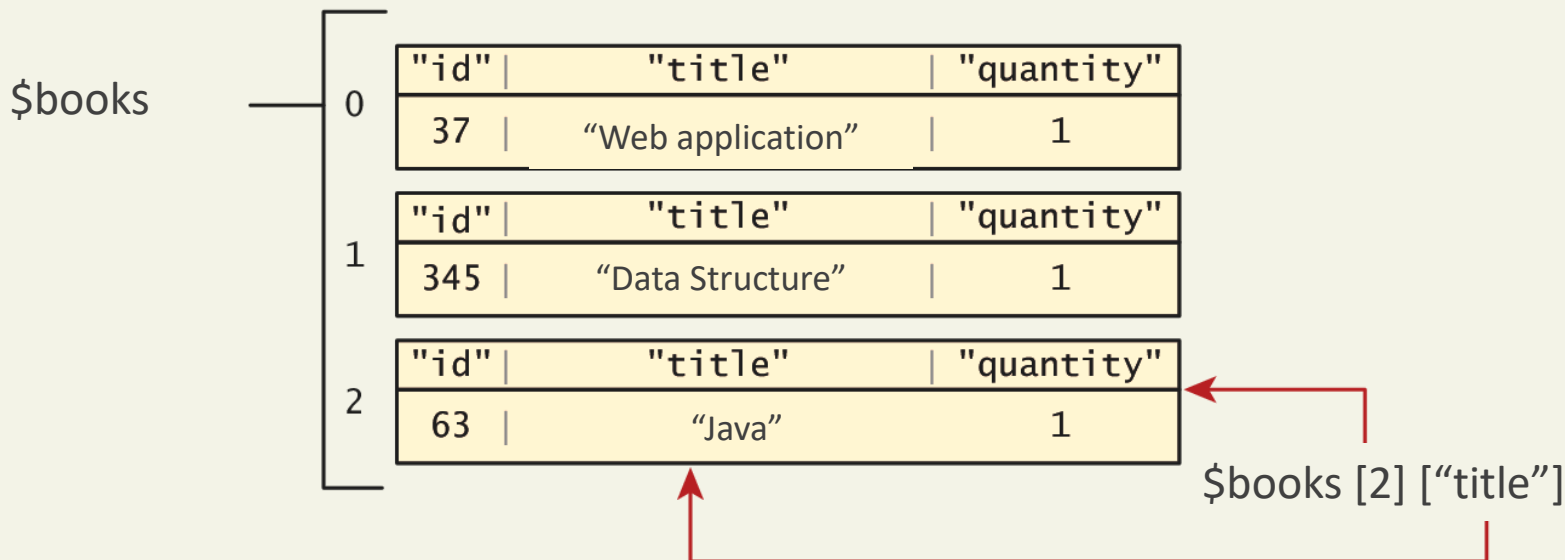 $books
0
"id" | "title" | "quantity"
37 | “Web application” | 1
1
"id" | "title" | "quantity"
345 | “Data Structure” | 1
2
"id" | "title" | "quantity"
63 | “Java” 1
$books [2] [“title”]